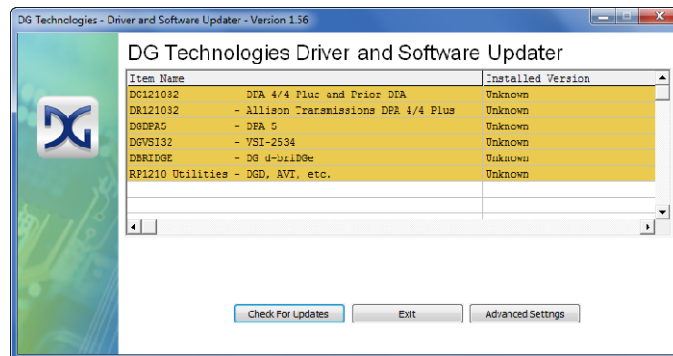 DG Technologies - Driver and Software Updater - Version 1.56
DG Technologies Driver and Software Updater
Item Name Installed Version
DG121032 DPA 4/4 Plus and Prior DPA Unknown
DR121032 - Allison Transmissions DPA 4/4 Plus Unknown
DGDPA5 - DPA 5 Unknown
DGVSI32 - VSI-2534 Unknown
DBRIDGE - DG d-briDGe Unknown
RP1210 Utilities - DGD, AVT, etc. Unknown
DG
Check For Updates Exit Advanced Settings